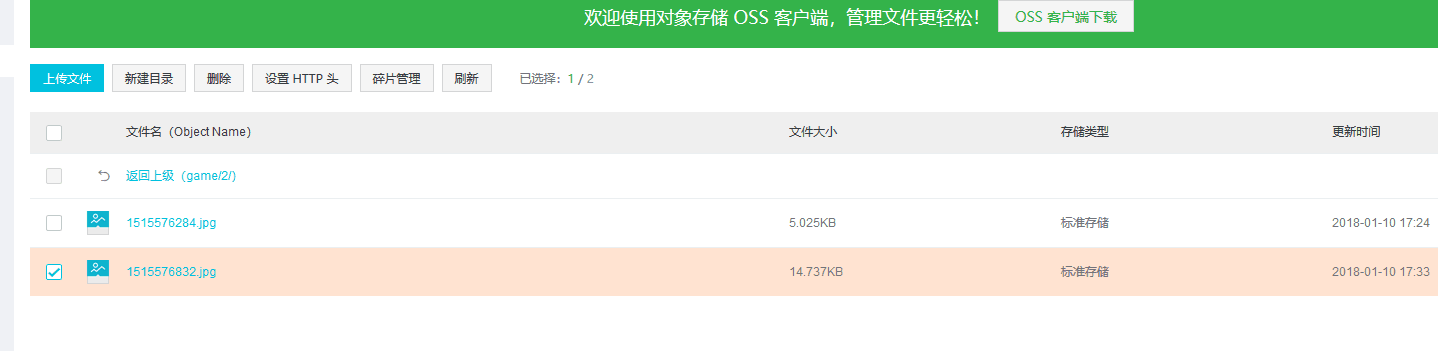 欢迎使用对象存储 OSS 客户端，管理文件更轻松！ OSS 客户端下载
上传文件 新建目录 删除 设置 HTTP 头 碎片管理 刷新 已选择：1 / 2
文件名（Object Name） 文件大小 存储类型 更新时间
返回上级（game/2/）
1515576284.jpg 5.025KB 标准存储 2018-01-10 17:24
1515576832.jpg 14.737KB 标准存储 2018-01-10 17:33